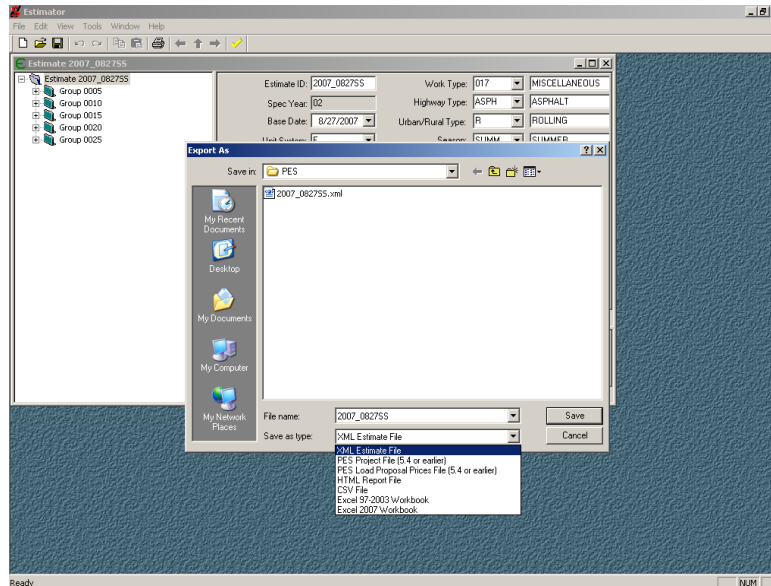 Estimator
File Edit View Tools Window Help
Estimate 2007_0827SS
Estimate 2007_0827SS
Group 0005
Group 0010
Group 0015
Group 0020
Group 0025
Estimate ID: 2007_0827SS Work Type: 017 MISCELLANEOUS
Spec Year: 02 Highway Type: ASPH ASPHALT
Base Date: 8/27/2007 Urban/Rural Type: R ROLLING
Unit System: E Season: SUMM SUMMER
Export As
Save in: PES
My Recent Documents
Desktop
My Documents
My Computer
My Network Places
2007_0827SS.xml
File name: 2007_0827SS Save
Save as type: XML Estimate File Cancel
XML Estimate File
PES Project File (5.4 or earlier)
PES Load Proposal Prices File (5.4 or earlier)
HTML Report File
CSV File
Excel 97-2003 Workbook
Excel 2007 Workbook
Ready NUM